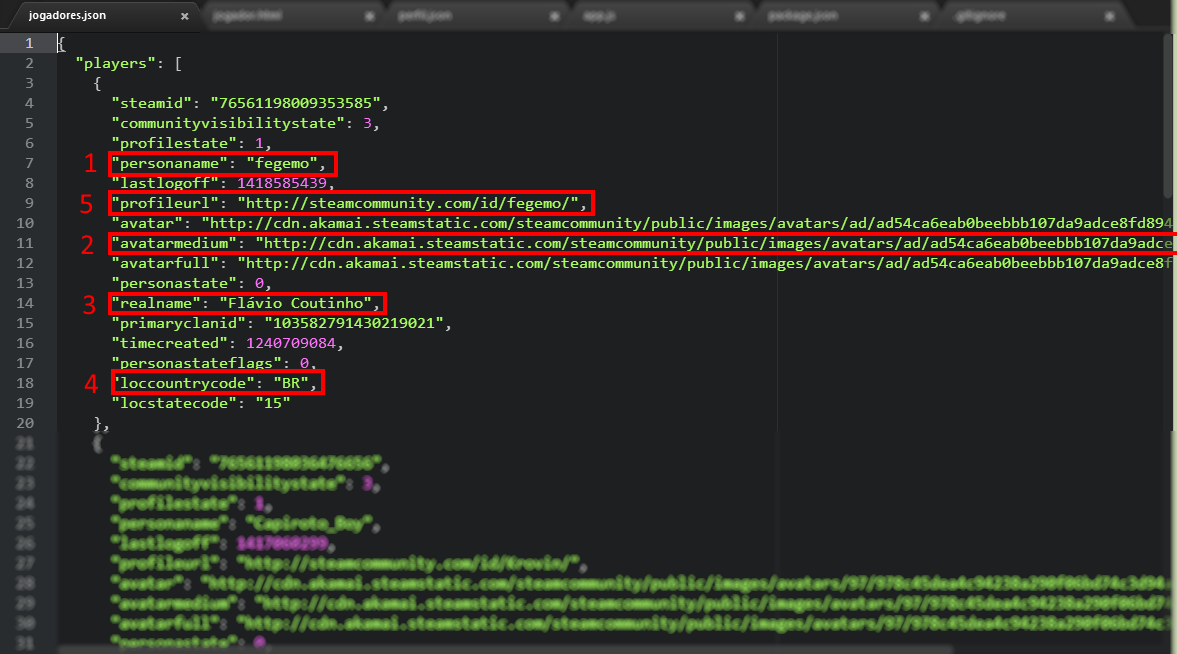 jogadores.json × jogador.html × perfil.json × app.js × package.json × .gitignore ×
1 {
2 "players": [
3 {
4 "steamid": "76561198009353585",
5 "communityvisibilitystate": 3,
6 "profilestate": 1,
1 7 "personaname": "fegemo",
8 "lastlogoff": 1418585439,
5 9 "profileurl": "http://steamcommunity.com/id/fegemo/",
10 "avatar": "http://cdn.akamai.steamstatic.com/steamcommunity/public/images/avatars/ad/ad54ca6eab0beebbb107da9adce8fd894
2 11 "avatarmedium": "http://cdn.akamai.steamstatic.com/steamcommunity/public/images/avatars/ad/ad54ca6eab0beebbb107da9adce
12 "avatarfull": "http://cdn.akamai.steamstatic.com/steamcommunity/public/images/avatars/ad/ad54ca6eab0beebbb107da9adce8f
13 "personastate": 0,
3 14 "realname": "Flávio Coutinho",
15 "primaryclanid": "103582791430219021",
16 "timecreated": 1240709084,
17 "personastateflags": 0,
4 18 "loccountrycode": "BR",
19 "locstatecode": "15"
20 },
21 {
22 "steamid":
23 "communityvisibilitystate": 3,
24 "profilestate": 1,
25 "personaname":
26 "lastlogoff":
27 "profileurl": "http://steamcommunity.com/id/
28 "avatar": "http://cdn.akamai.steamstatic.com/steamcommunity/public/images/avatars/97/
29 "avatarmedium": "http://cdn.akamai.steamstatic.com/steamcommunity/public/images/avatars/97/
30 "avatarfull": "http://cdn.akamai.steamstatic.com/steamcommunity/public/images/avatars/97/
31 "personastate": 0,